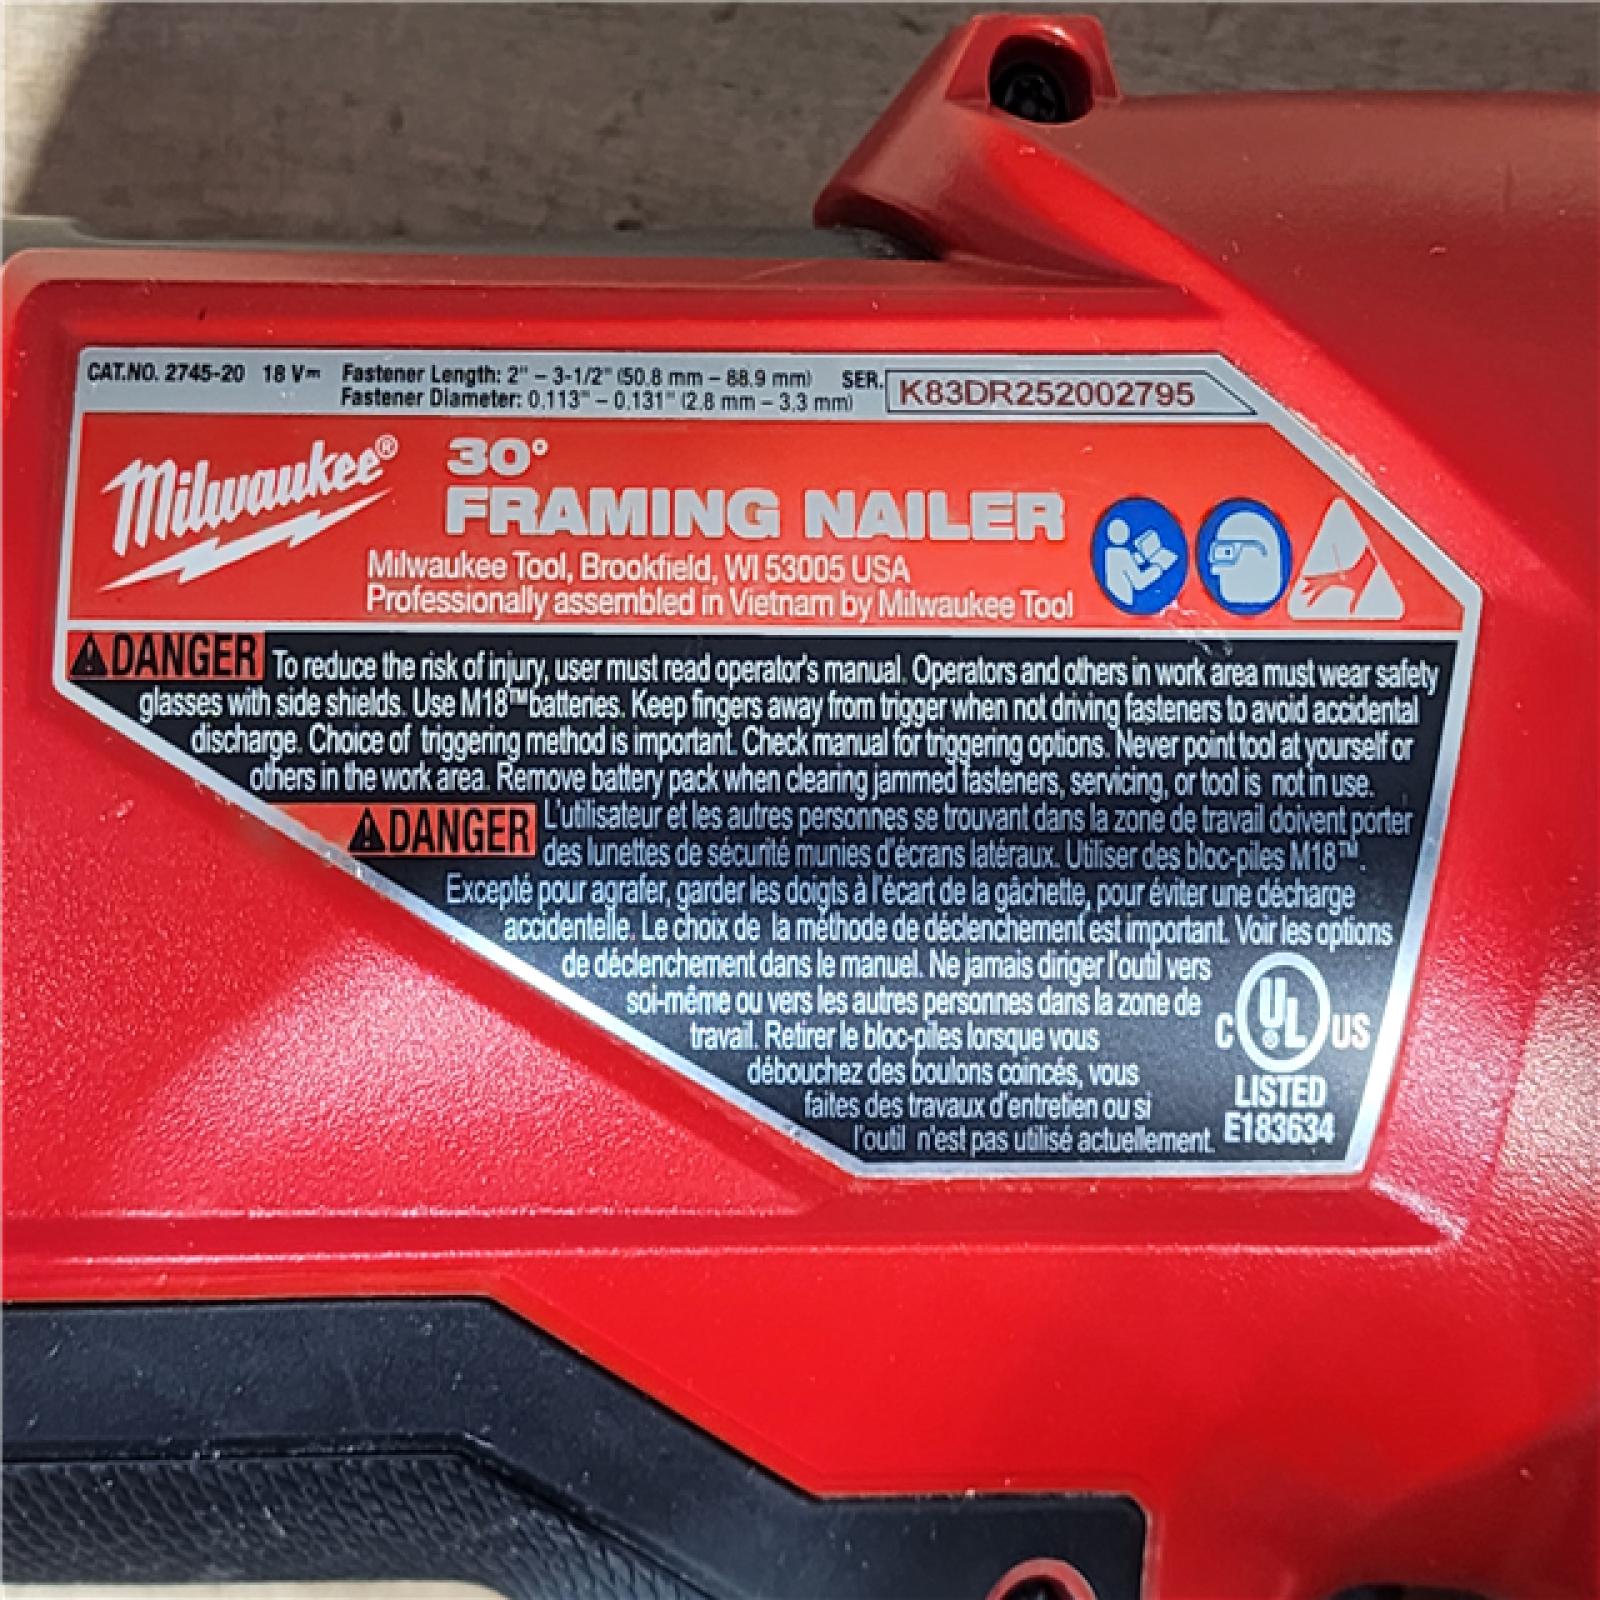 CAT.NO. 2745-20 18 V⎓ Fastener Length: 2" – 3-1/2" (50.8 mm – 88.9 mm) SER. K83DR252002795
Fastener Diameter: 0.113" – 0.131" (2.8 mm – 3.3 mm)
Milwaukee®
30°
FRAMING NAILER
Milwaukee Tool, Brookfield, WI 53005 USA
Professionally assembled in Vietnam by Milwaukee Tool
DANGER To reduce the risk of injury, user must read operator's manual. Operators and others in work area must wear safety
glasses with side shields. Use M18™ batteries. Keep fingers away from trigger when not driving fasteners to avoid accidental
discharge. Choice of triggering method is important. Check manual for triggering options. Never point tool at yourself or
others in the work area. Remove battery pack when clearing jammed fasteners, servicing, or tool is not in use.
DANGER L'utilisateur et les autres personnes se trouvant dans la zone de travail doivent porter
des lunettes de sécurité munies d'écrans latéraux. Utiliser des bloc-piles M18™.
Excepté pour agrafer, garder les doigts à l'écart de la gâchette, pour éviter une décharge
accidentelle. Le choix de la méthode de déclenchement est important. Voir les options
de déclenchement dans le manuel. Ne jamais diriger l'outil vers
soi-même ou vers les autres personnes dans la zone de
travail. Retirer le bloc-piles lorsque vous
débouchez des boulons coincés, vous
faites des travaux d'entretien ou si
l'outil n'est pas utilisé actuellement.
C UL® US
LISTED
E183634